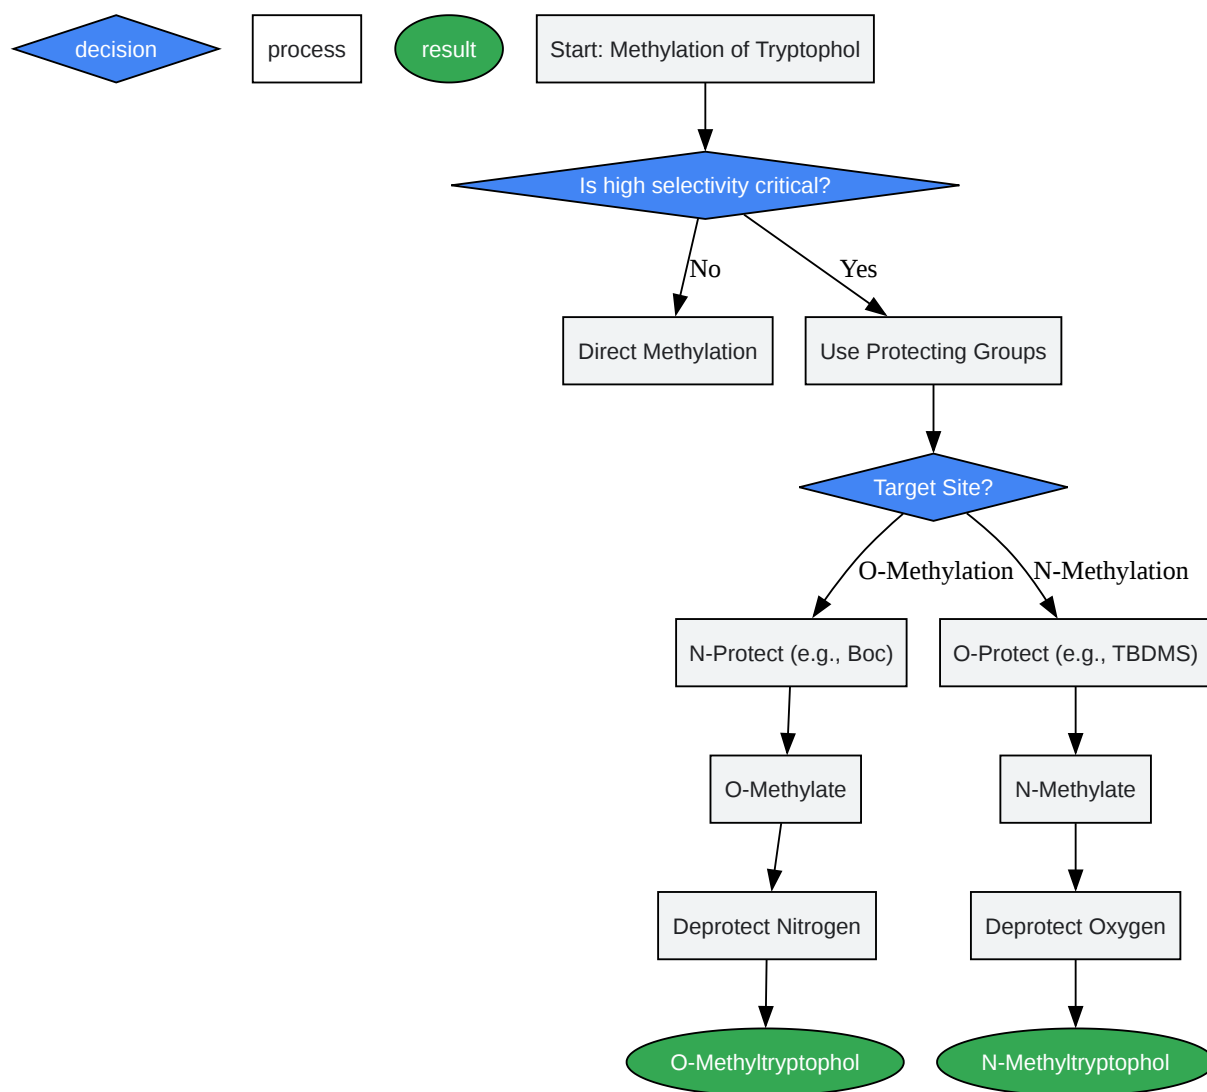 decision
process
result
Start: Methylation of Tryptophol
Is high selectivity critical?
No
Yes
Direct Methylation
Use Protecting Groups
Target Site?
O-Methylation
N-Methylation
N-Protect (e.g., Boc)
O-Protect (e.g., TBDMS)
O-Methylate
N-Methylate
Deprotect Nitrogen
Deprotect Oxygen
O-Methyltryptophol
N-Methyltryptophol